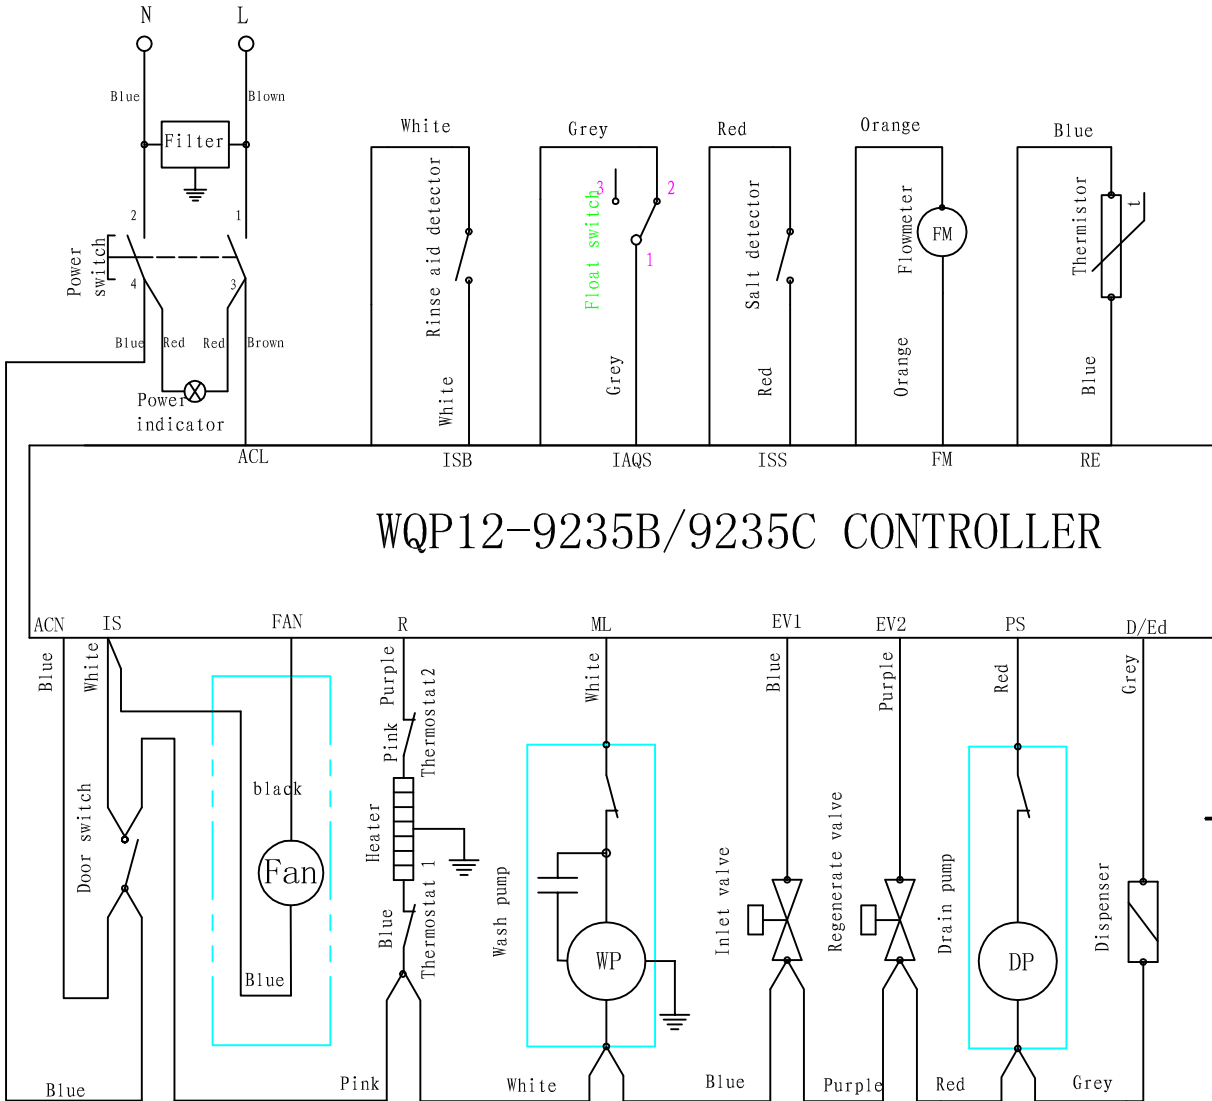 N
L
Blue
Blown
Filter
2
1
Power
switch
4
3
Blue
Red
Red
Brown
Power
indicator
White
Rinse aid detector
White
Grey
3
2
1
Float switch
Grey
Red
Salt detector
Red
Orange
Flowmeter
FM
Orange
Blue
Thermistor
t
Blue
ACL
ISB
IAQS
ISS
FM
RE
WQP12-9235B/9235C CONTROLLER
ACN
IS
FAN
R
ML
EV1
EV2
PS
D/Ed
Blue
White
Door switch
black
Fan
Blue
Purple
Pink
Thermostat2
Heater
Blue
Thermostat 1
White
Wash pump
WP
Blue
Inlet valve
Purple
Regenerate valve
Red
Drain pump
DP
Grey
Dispenser
Blue
Pink
White
Blue
Purple
Red
Grey